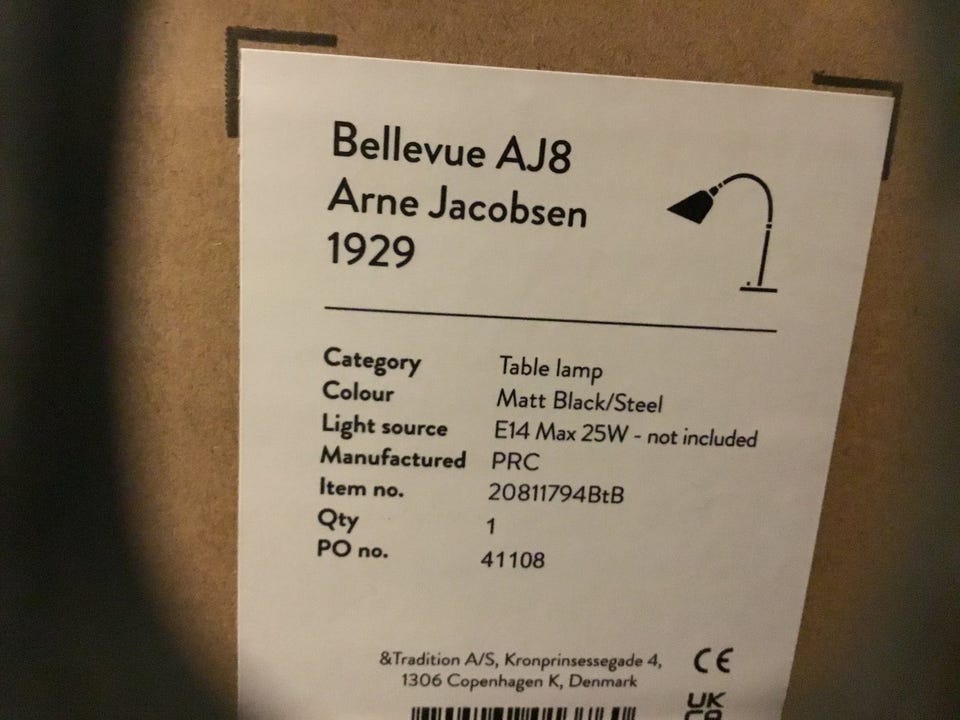 Bellevue AJ8
Arne Jacobsen
1929
Category Table lamp
Colour Matt Black/Steel
Light source E14 Max 25W - not included
Manufactured PRC
Item no. 20811794BtB
Qty 1
PO no. 41108
&Tradition A/S, Kronprinsessegade 4,
1306 Copenhagen K, Denmark
CE
UK
CA